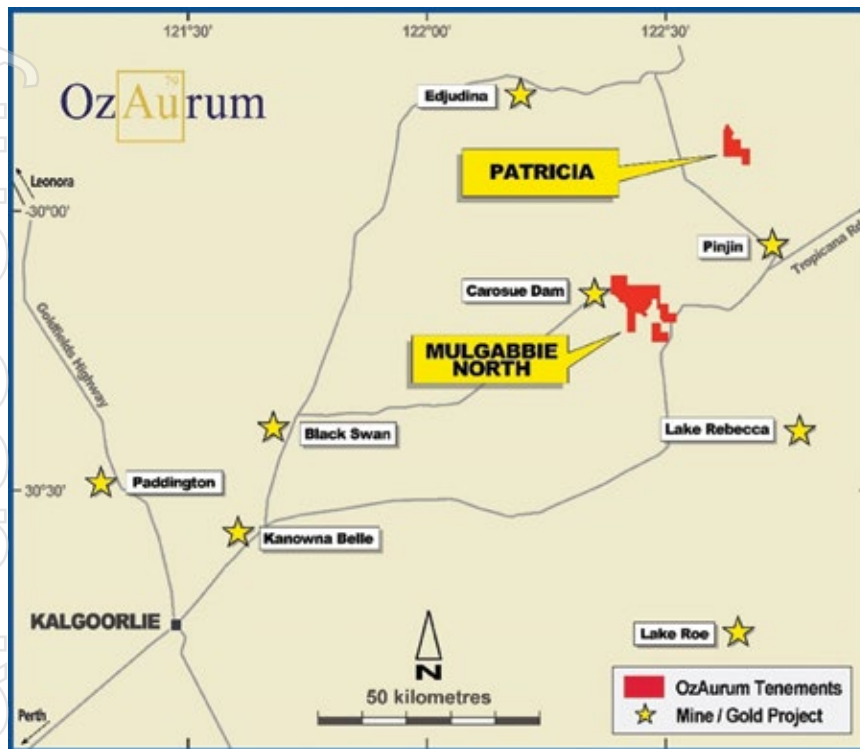 121°30'
122°00'
122°30'
OzAurum
Edjudina
PATRICIA
Leonora
-30°00'
Pinjin
Tropicana Rd
Carosue Dam
Goldfields Highway
MULGABBIE
NORTH
Black Swan
Lake Rebecca
Paddington
-30°30'
Kanowna Belle
KALGOORLIE
Lake Roe
N
50 kilometres
OzAurum Tenements
Mine / Gold Project
Perth